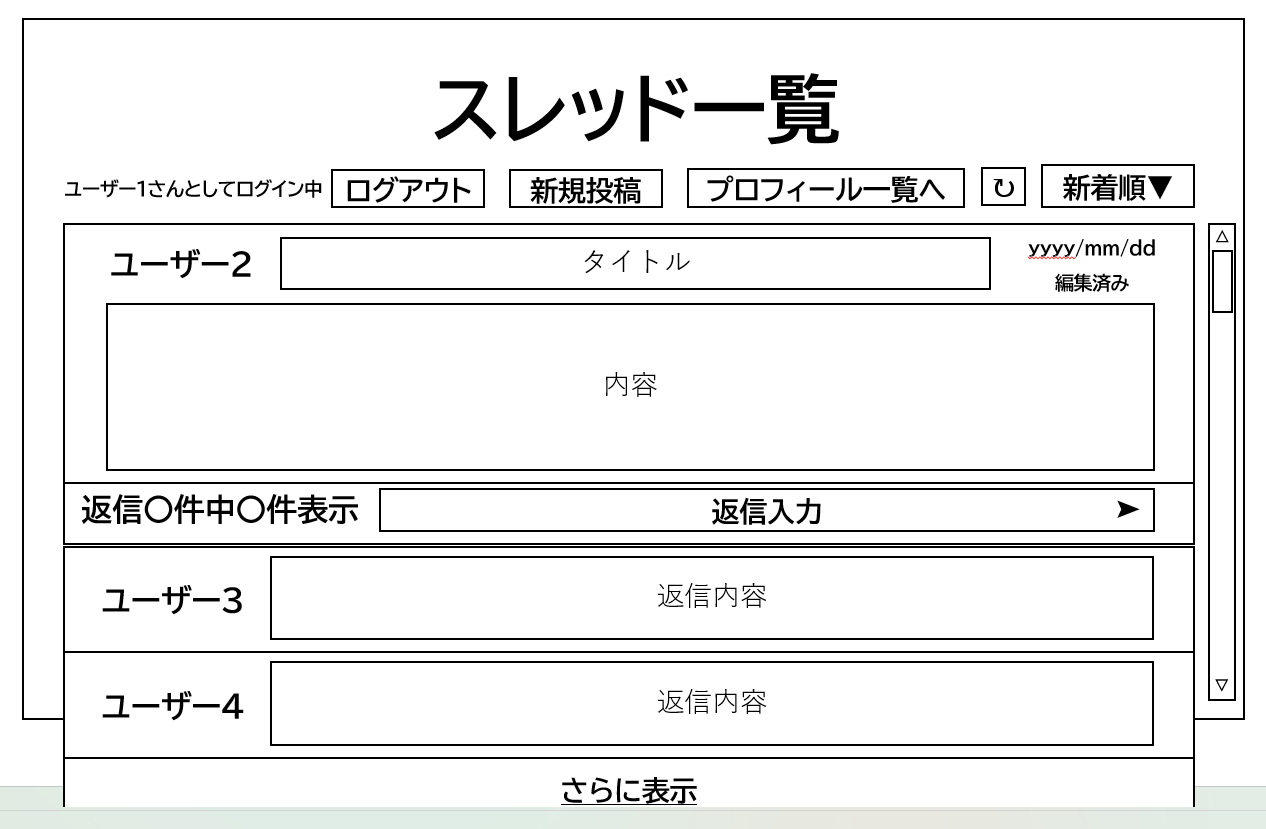 スレッド一覧
ユーザー1さんとしてログイン中 ログアウト 新規投稿 プロフィール一覧へ ↻ 新着順▼
ユーザー2 タイトル yyyy/mm/dd
編集済み
内容
返信〇件中〇件表示 返信入力 ➤
ユーザー3 返信内容
ユーザー4 返信内容
さらに表示